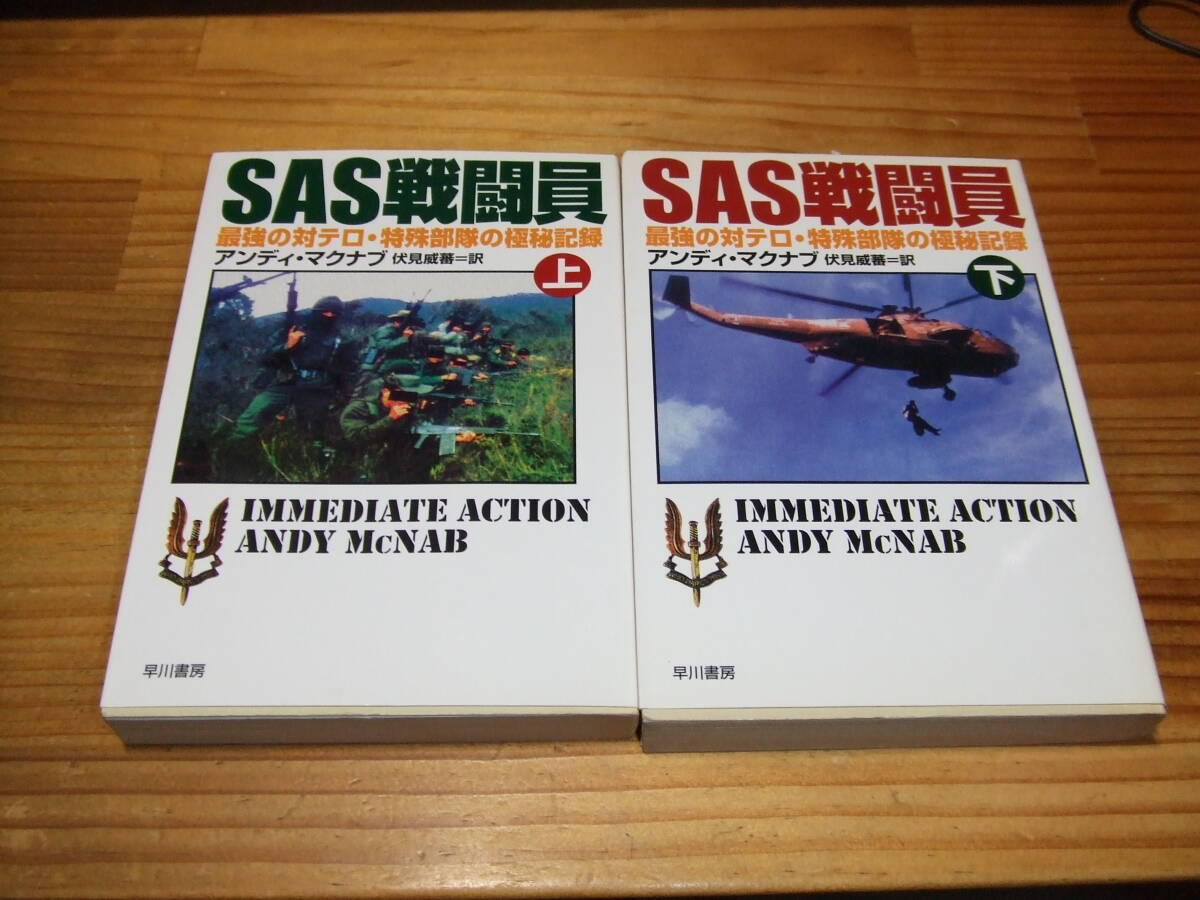 SAS戦闘員
最強の対テロ・特殊部隊の極秘記録
アンディ・マクナブ 伏見威蕃=訳
上
IMMEDIATE ACTION
ANDY McNAB
早川書房
SAS戦闘員
最強の対テロ・特殊部隊の極秘記録
アンディ・マクナブ 伏見威蕃=訳
下
IMMEDIATE ACTION
ANDY McNAB
早川書房